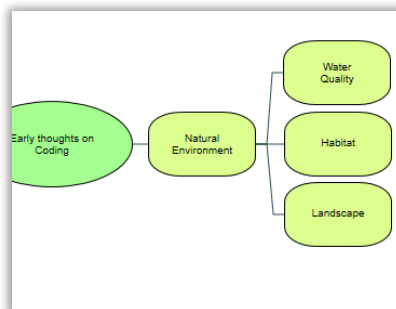 Early thoughts on
Coding
Natural
Environment
Water
Quality
Habitat
Landscape